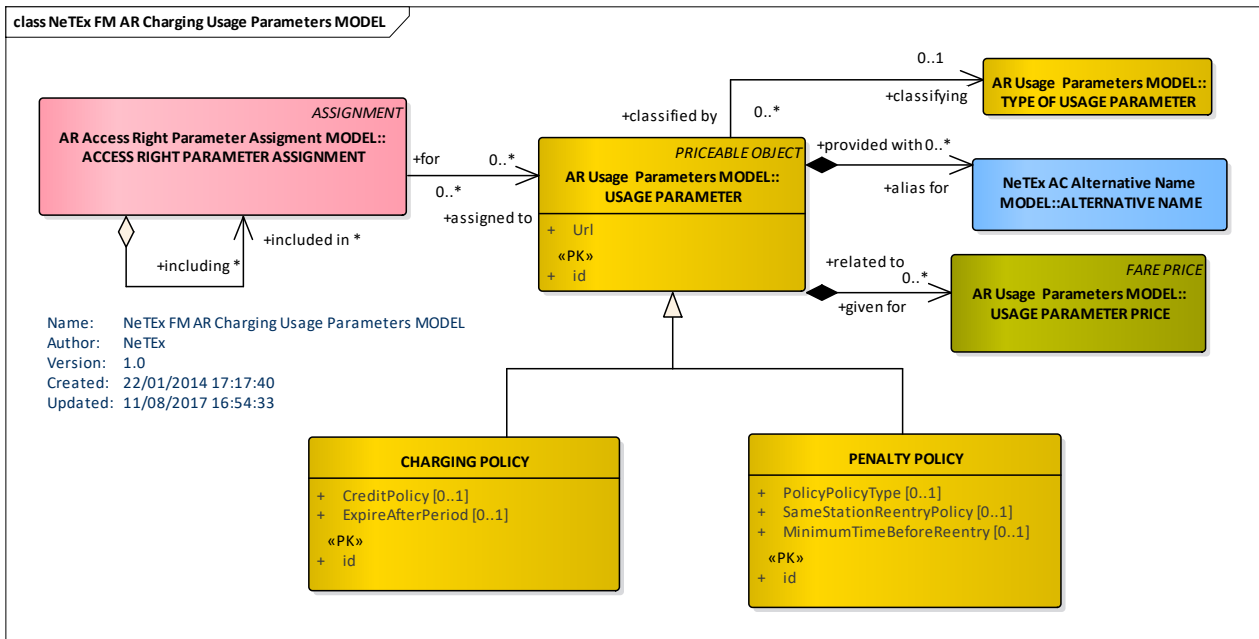 class NeTEx FM AR Charging Usage Parameters MODEL
ASSIGNMENT
AR Access Right Parameter Assigment MODEL::
ACCESS RIGHT PARAMETER ASSIGNMENT
+for
0..*
0..*
+assigned to
+included in *
+including *
PRICEABLE OBJECT
AR Usage  Parameters MODEL::
USAGE PARAMETER
+ Url
«PK»
+ id
+classified by
0..*
0..1
+classifying
AR Usage  Parameters MODEL::
TYPE OF USAGE PARAMETER
+provided with 0..*
+alias for
NeTEx AC Alternative Name
MODEL::ALTERNATIVE NAME
+related to
0..*
+given for
FARE PRICE
AR Usage  Parameters MODEL::
USAGE PARAMETER PRICE
Name: NeTEx FM AR Charging Usage Parameters MODEL
Author: NeTEx
Version: 1.0
Created: 22/01/2014 17:17:40
Updated: 11/08/2017 16:54:33
CHARGING POLICY
+ CreditPolicy [0..1]
+ ExpireAfterPeriod [0..1]
«PK»
+ id
PENALTY POLICY
+ PolicyPolicyType [0..1]
+ SameStationReentryPolicy [0..1]
+ MinimumTimeBeforeReentry [0..1]
«PK»
+ id